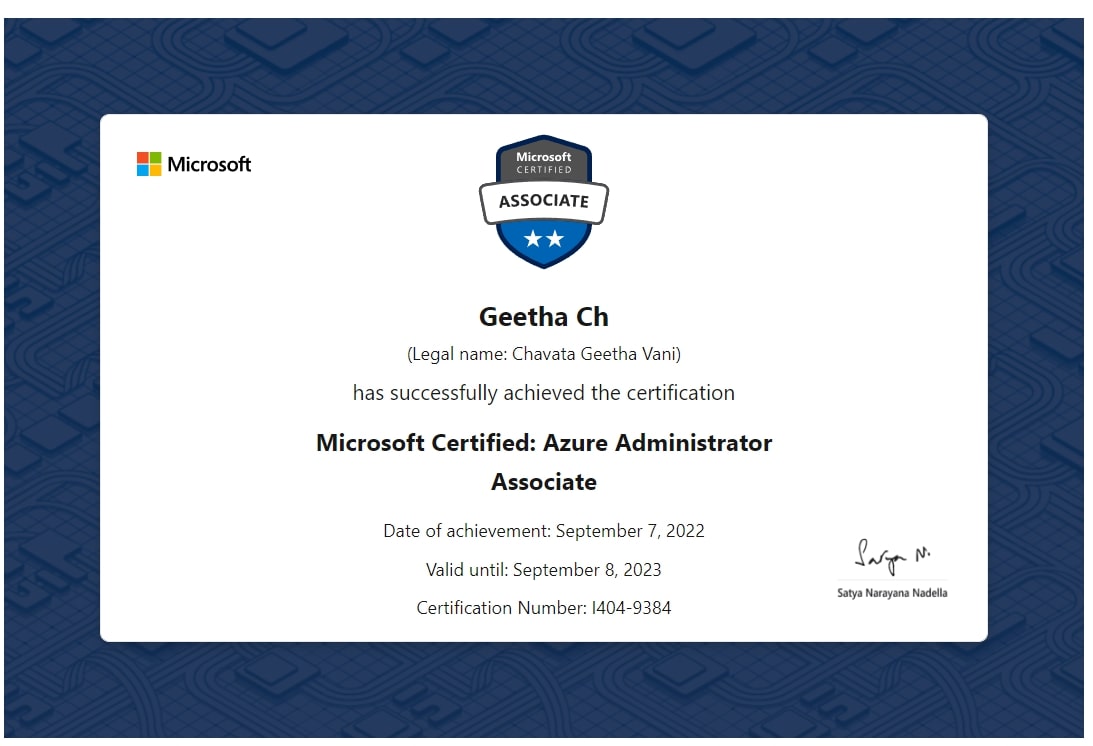 Microsoft
Microsoft
CERTIFIED
ASSOCIATE
Geetha Ch
(Legal name: Chavata Geetha Vani)
has successfully achieved the certification
Microsoft Certified: Azure Administrator
Associate
Date of achievement: September 7, 2022
Valid until: September 8, 2023
Certification Number: I404-9384
Satya N.
Satya Narayana Nadella